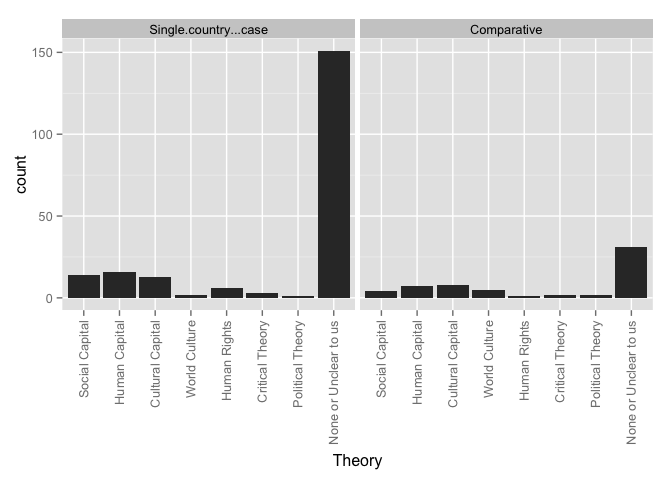 Single.country...case
Comparative
150
100
50
0
count
Social Capital
Human Capital
Cultural Capital
World Culture
Human Rights
Critical Theory
Political Theory
None or Unclear to us
Social Capital
Human Capital
Cultural Capital
World Culture
Human Rights
Critical Theory
Political Theory
None or Unclear to us
Theory